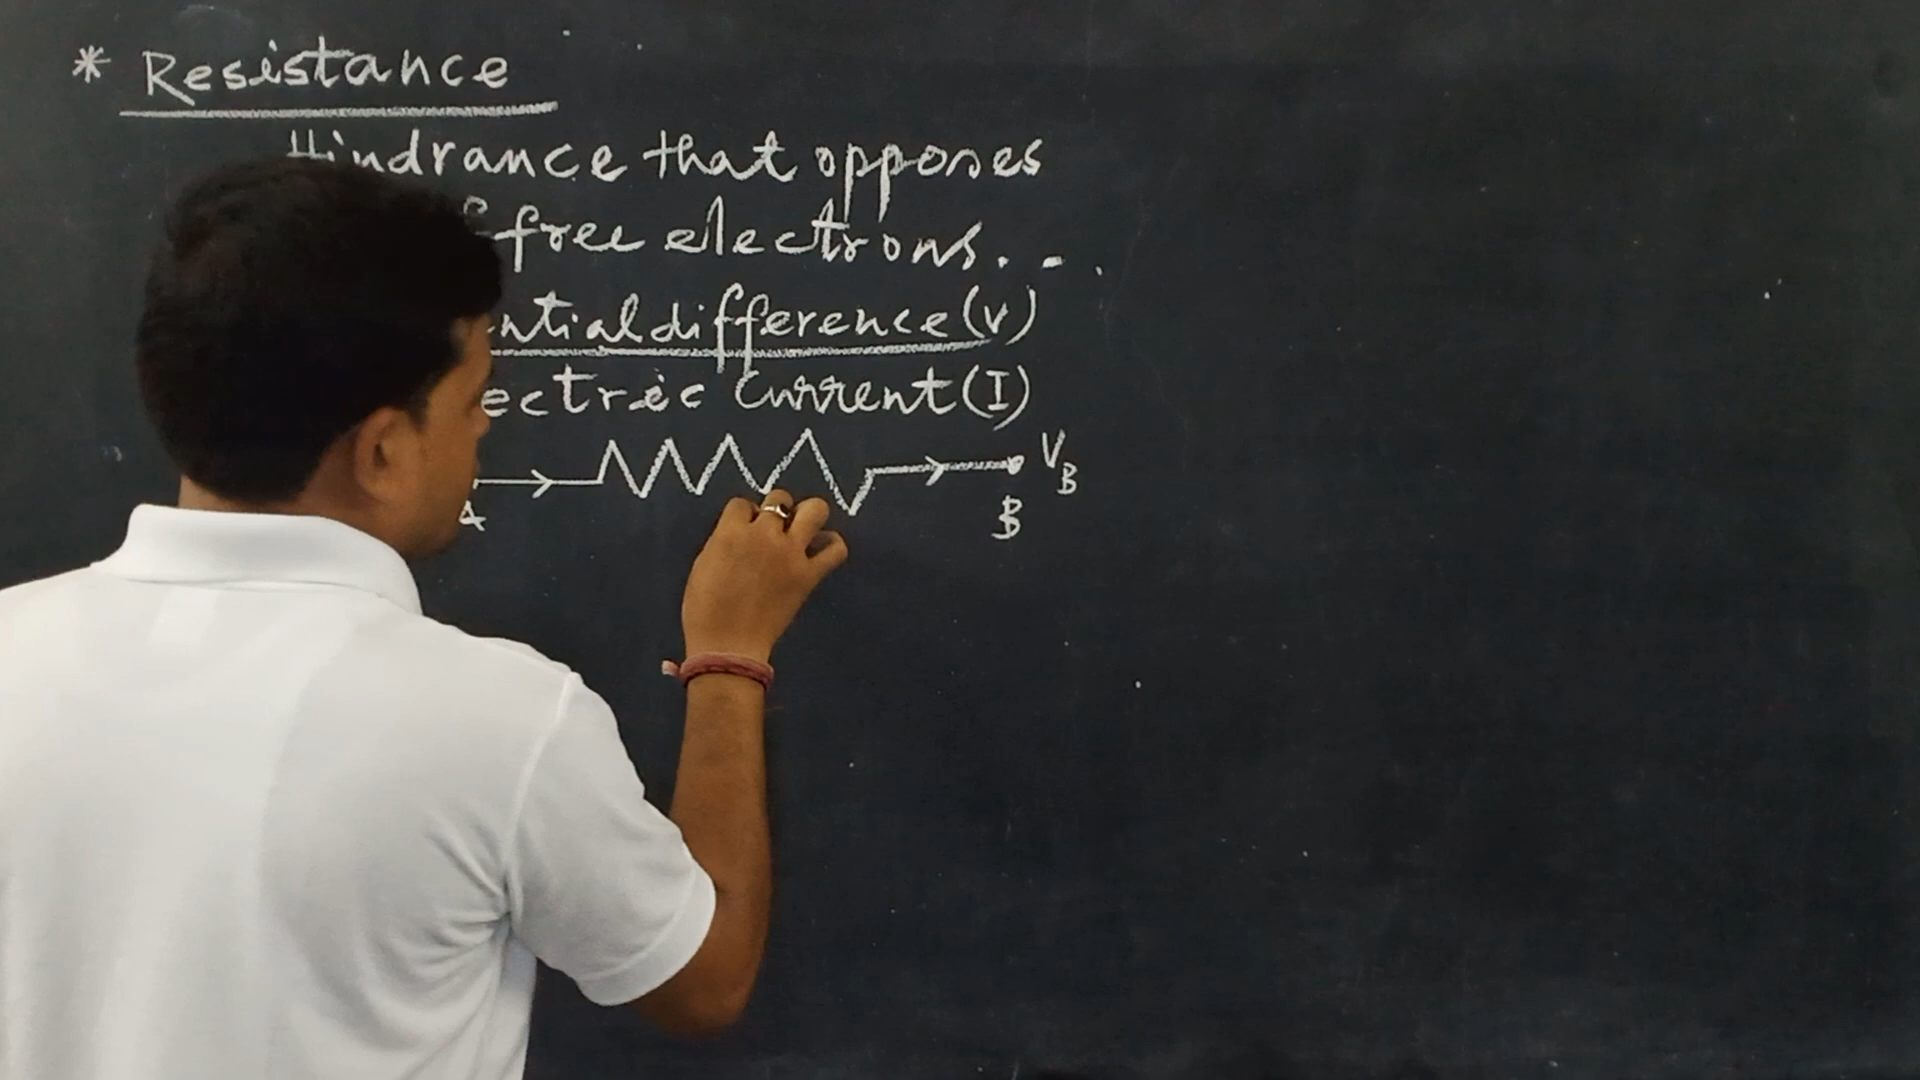 * Resistance
Hindrance that opposes
free electrons. - .
ntial difference (V)
ectric Current (I)
V_B
A
B